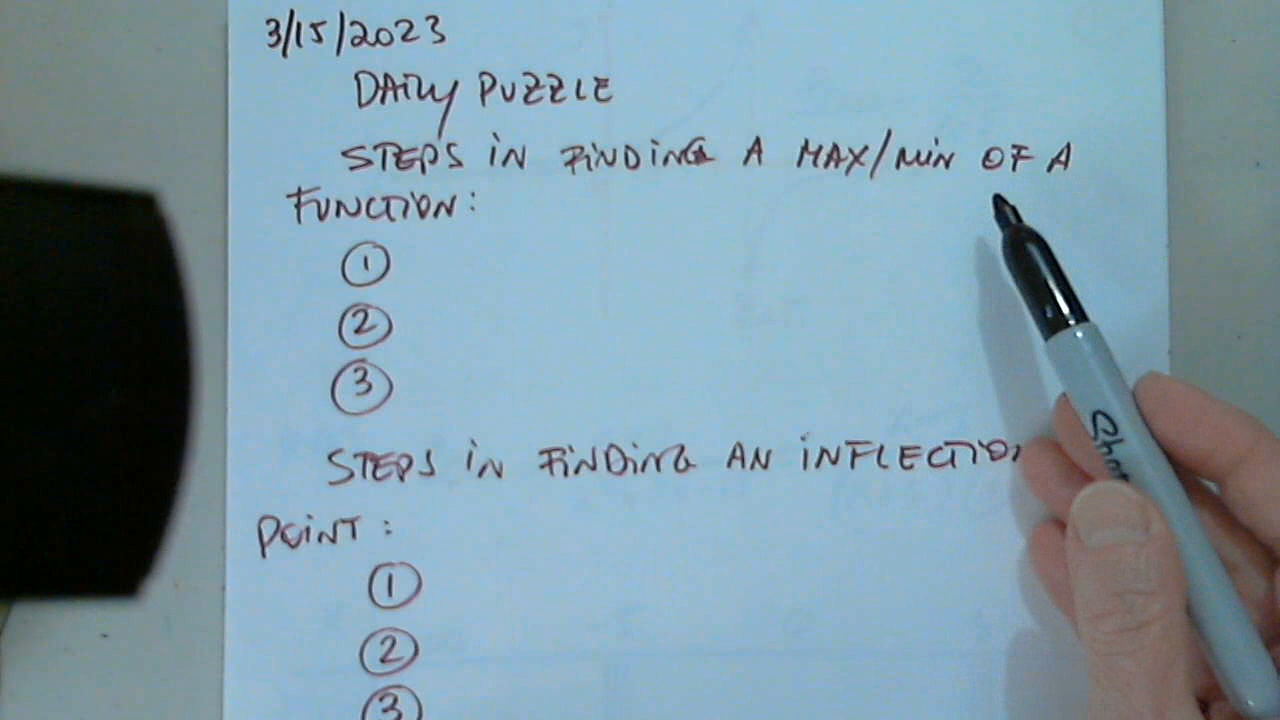 3/15/2023
DAILY PUZZLE
STEPS IN FINDING A MAX/MIN OF A
FUNCTION:
1
2
3
STEPS IN FINDING AN INFLECTION
POINT:
1
2
3